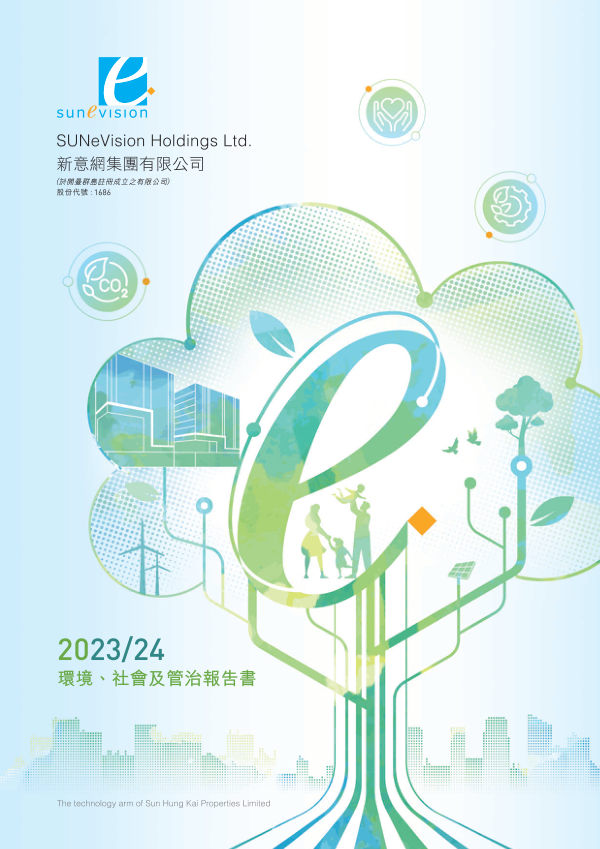 sunevision
SUNeVision Holdings Ltd.
新意網集團有限公司
(於開曼群島註冊成立之有限公司)
股份代號 : 1686
CO2
2023/24
環境、社會及管治報告書
The technology arm of Sun Hung Kai Properties Limited